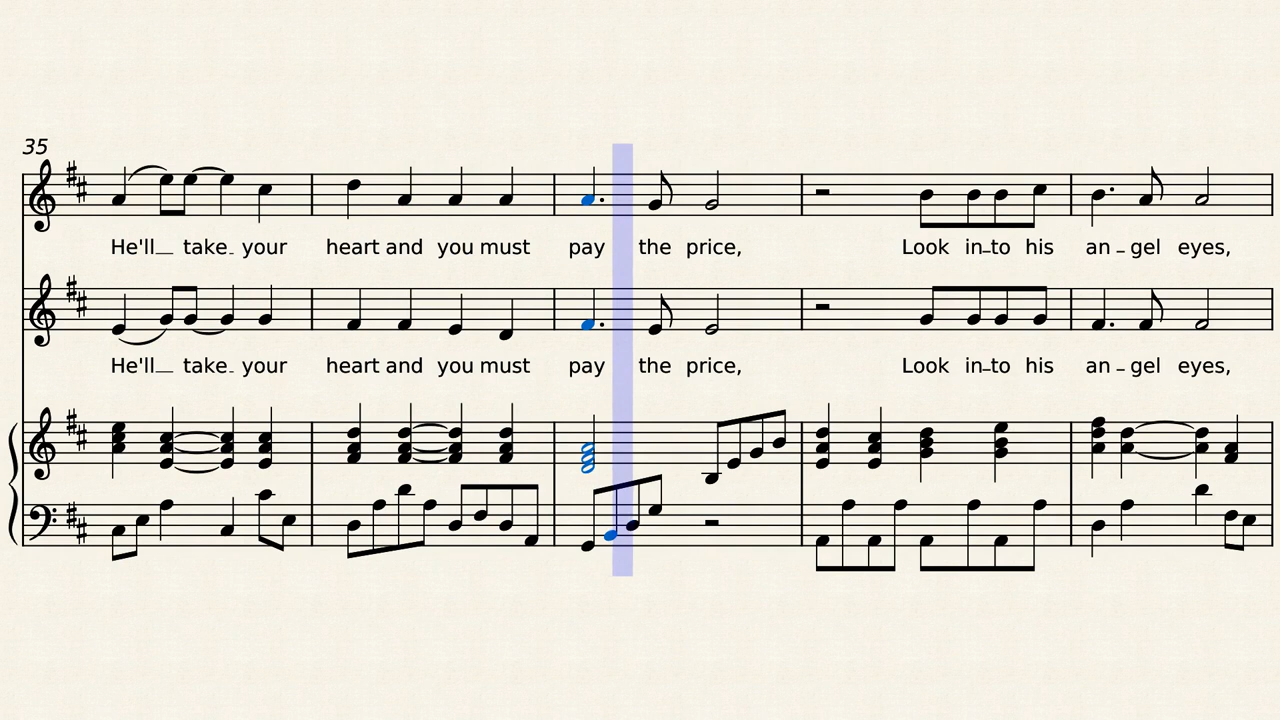 35
He'll take your heart and you must pay the price, Look in-to his an-gel eyes,
He'll take your heart and you must pay the price, Look in-to his an-gel eyes,